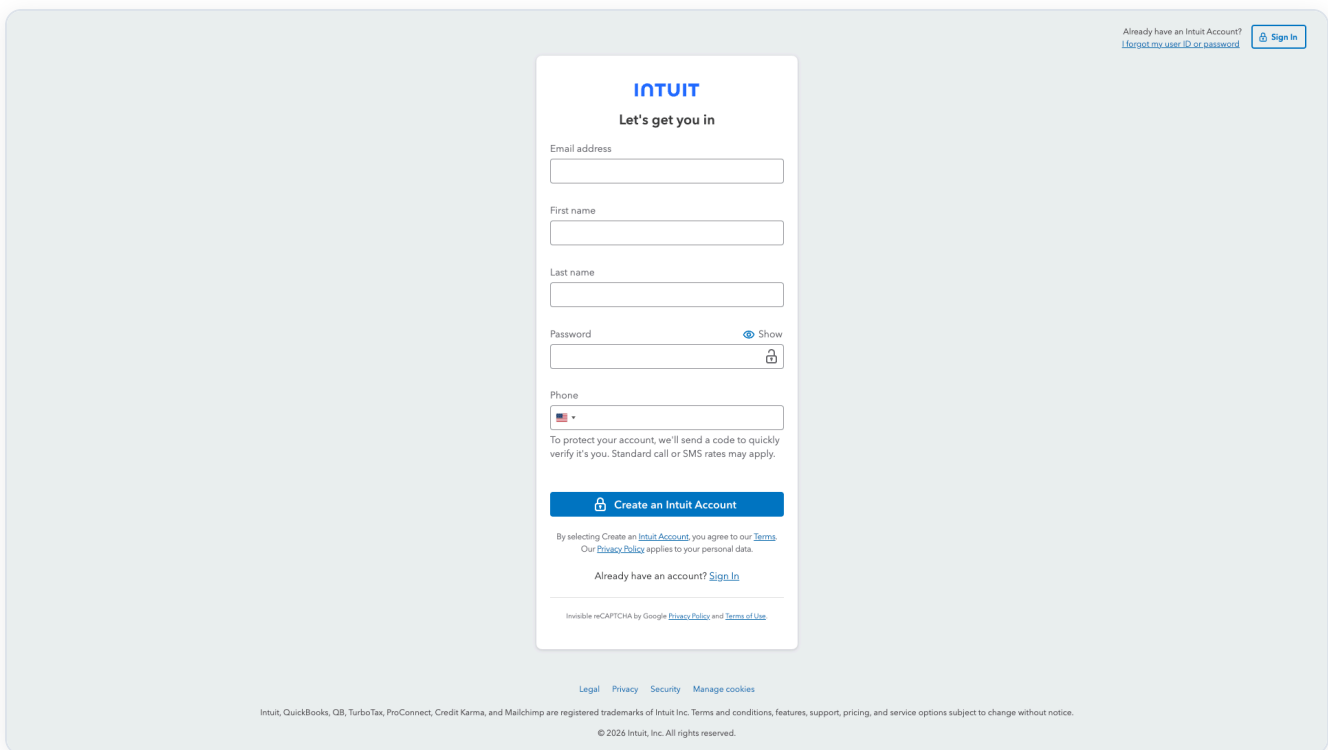 Already have an Intuit Account?
I forgot my user ID or password
Sign In
INTUIT
Let's get you in
Email address
First name
Last name
Password
Show
Phone
To protect your account, we'll send a code to quickly
verify it's you. Standard call or SMS rates may apply.
Create an Intuit Account
By selecting Create an Intuit Account, you agree to our Terms.
Our Privacy Policy applies to your personal data.
Already have an account? Sign In
Invisible reCAPTCHA by Google Privacy Policy and Terms of Use.
Legal Privacy Security Manage cookies
Intuit, QuickBooks, QB, TurboTax, ProConnect, Credit Karma, and Mailchimp are registered trademarks of Intuit Inc. Terms and conditions, features, support, pricing, and service options subject to change without notice.
© 2026 Intuit, Inc. All rights reserved.